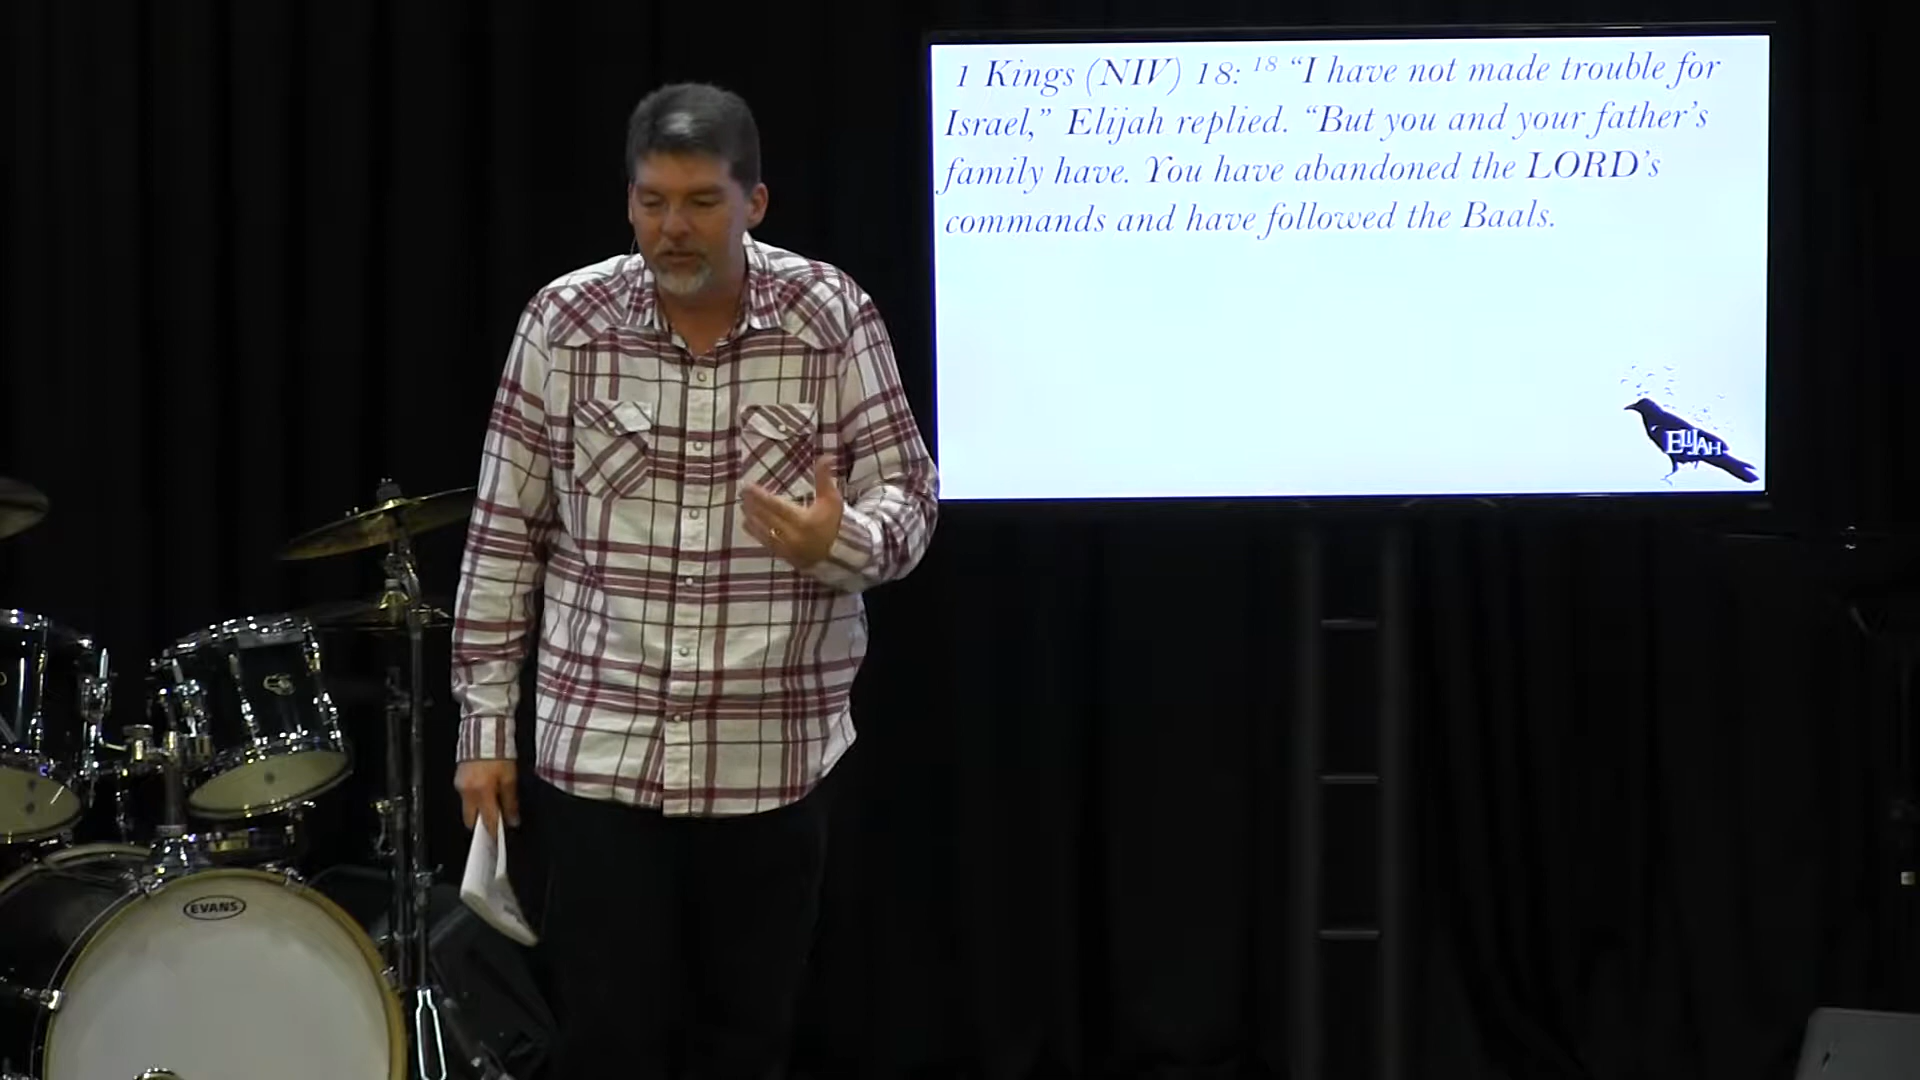 1 Kings (NIV) 18: 18 “I have not made trouble for
Israel,” Elijah replied. “But you and your father’s
family have. You have abandoned the LORD’s
commands and have followed the Baals.
ELIJAH
EVANS